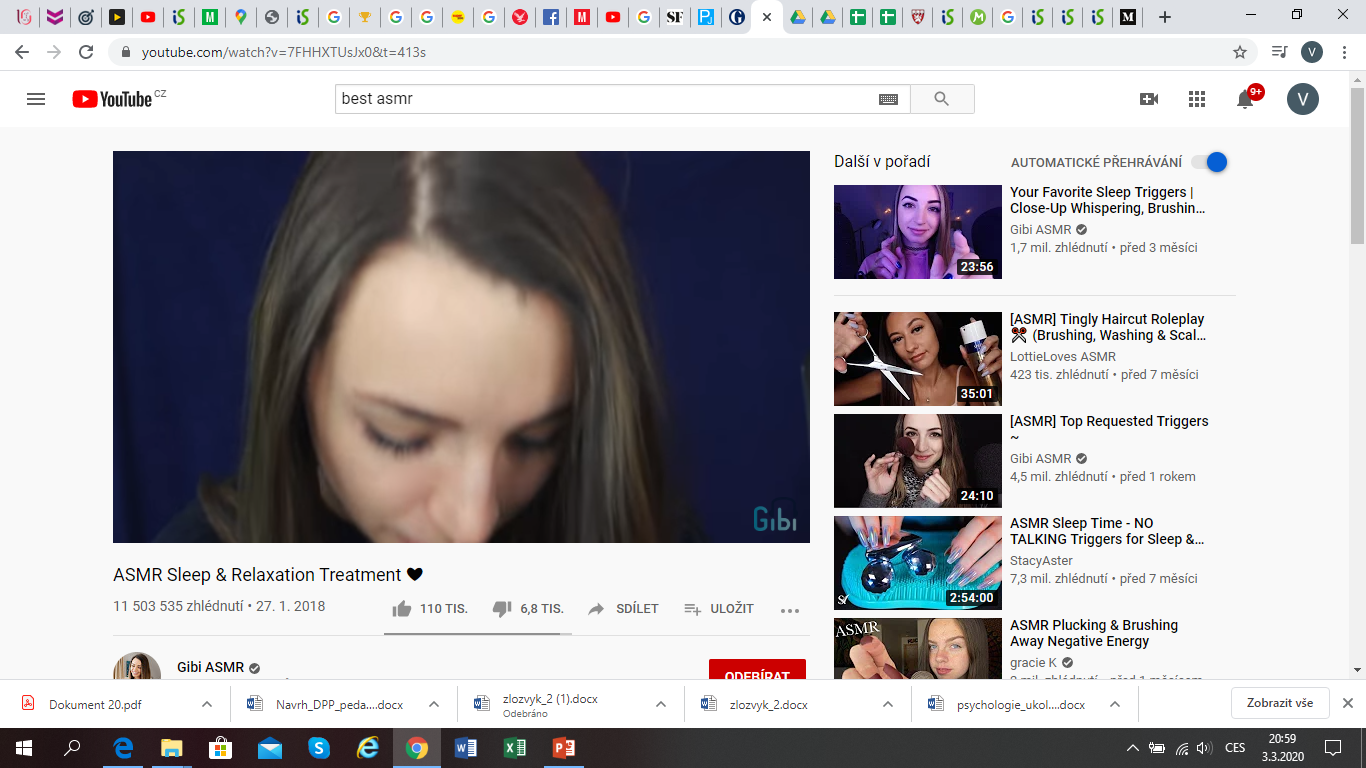 youtube.com/watch?v=7FHHXTUsJx0&t=413s
V
YouTube CZ
best asmr
9+
V
Gibi
ASMR Sleep & Relaxation Treatment
11 503 535 zhlédnutí • 27. 1. 2018
110 TIS.
6,8 TIS.
SDÍLET
ULOŽIT
Gibi ASMR
ODEBÍRAT
Další v pořadí
AUTOMATICKÉ PŘEHRÁVÁNÍ
23:56
Your Favorite Sleep Triggers |
Close-Up Whispering, Brushin...
Gibi ASMR
1,7 mil. zhlédnutí • před 3 měsíci
35:01
[ASMR] Tingly Haircut Roleplay
(Brushing, Washing & Scal...
LottieLoves ASMR
423 tis. zhlédnutí • před 7 měsíci
24:10
[ASMR] Top Requested Triggers
~
Gibi ASMR
4,5 mil. zhlédnutí • před 1 rokem
2:54:00
ASMR Sleep Time - NO
TALKING Triggers for Sleep &...
StacyAster
7,3 mil. zhlédnutí • před 7 měsíci
ASMR
ASMR Plucking & Brushing
Away Negative Energy
gracie K
Dokument 20.pdf
Navrh_DPP_peda....docx
zlozvyk_2 (1).docx
Odebráno
zlozvyk_2.docx
psychologie_ukol....docx
Zobrazit vše
CES
20:59
3.3.2020